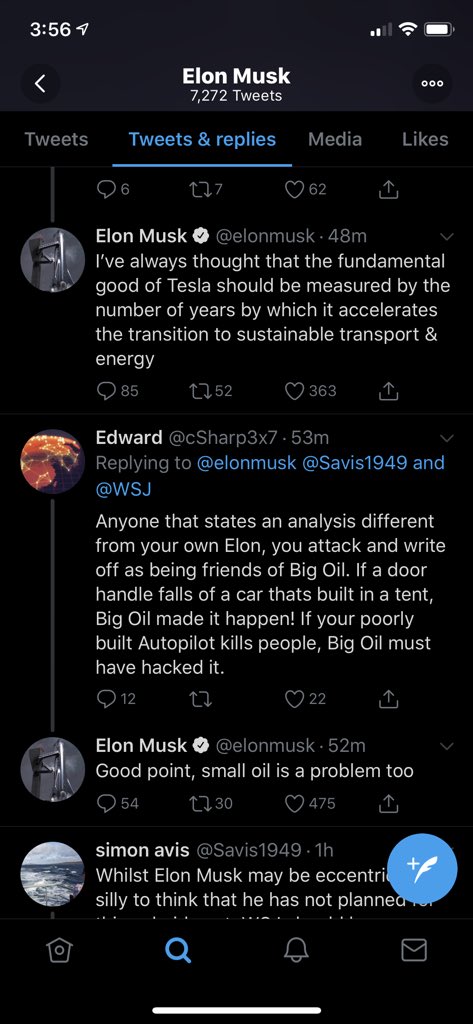 3:56
Elon Musk
7,272 Tweets
Tweets Tweets & replies Media Likes
6 7 62
Elon Musk @elonmusk · 48m
I've always thought that the fundamental
good of Tesla should be measured by the
number of years by which it accelerates
the transition to sustainable transport &
energy
85 52 363
Edward @cSharp3x7 · 53m
Replying to @elonmusk @Savis1949 and
@WSJ
Anyone that states an analysis different
from your own Elon, you attack and write
off as being friends of Big Oil. If a door
handle falls of a car thats built in a tent,
Big Oil made it happen! If your poorly
built Autopilot kills people, Big Oil must
have hacked it.
12 22
Elon Musk @elonmusk · 52m
Good point, small oil is a problem too
54 30 475
simon avis @Savis1949 · 1h
Whilst Elon Musk may be eccentri
silly to think that he has not planned